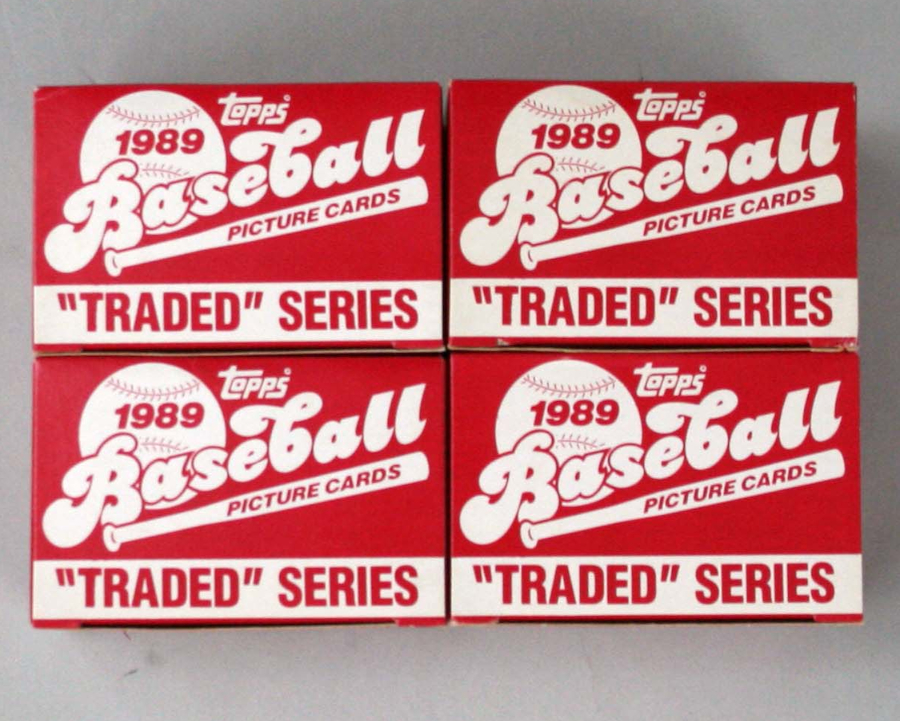 topps®
1989
Baseball
PICTURE CARDS
"TRADED" SERIES
topps®
1989
Baseball
PICTURE CARDS
"TRADED" SERIES
topps®
1989
Baseball
PICTURE CARDS
"TRADED" SERIES
topps®
1989
Baseball
PICTURE CARDS
"TRADED" SERIES